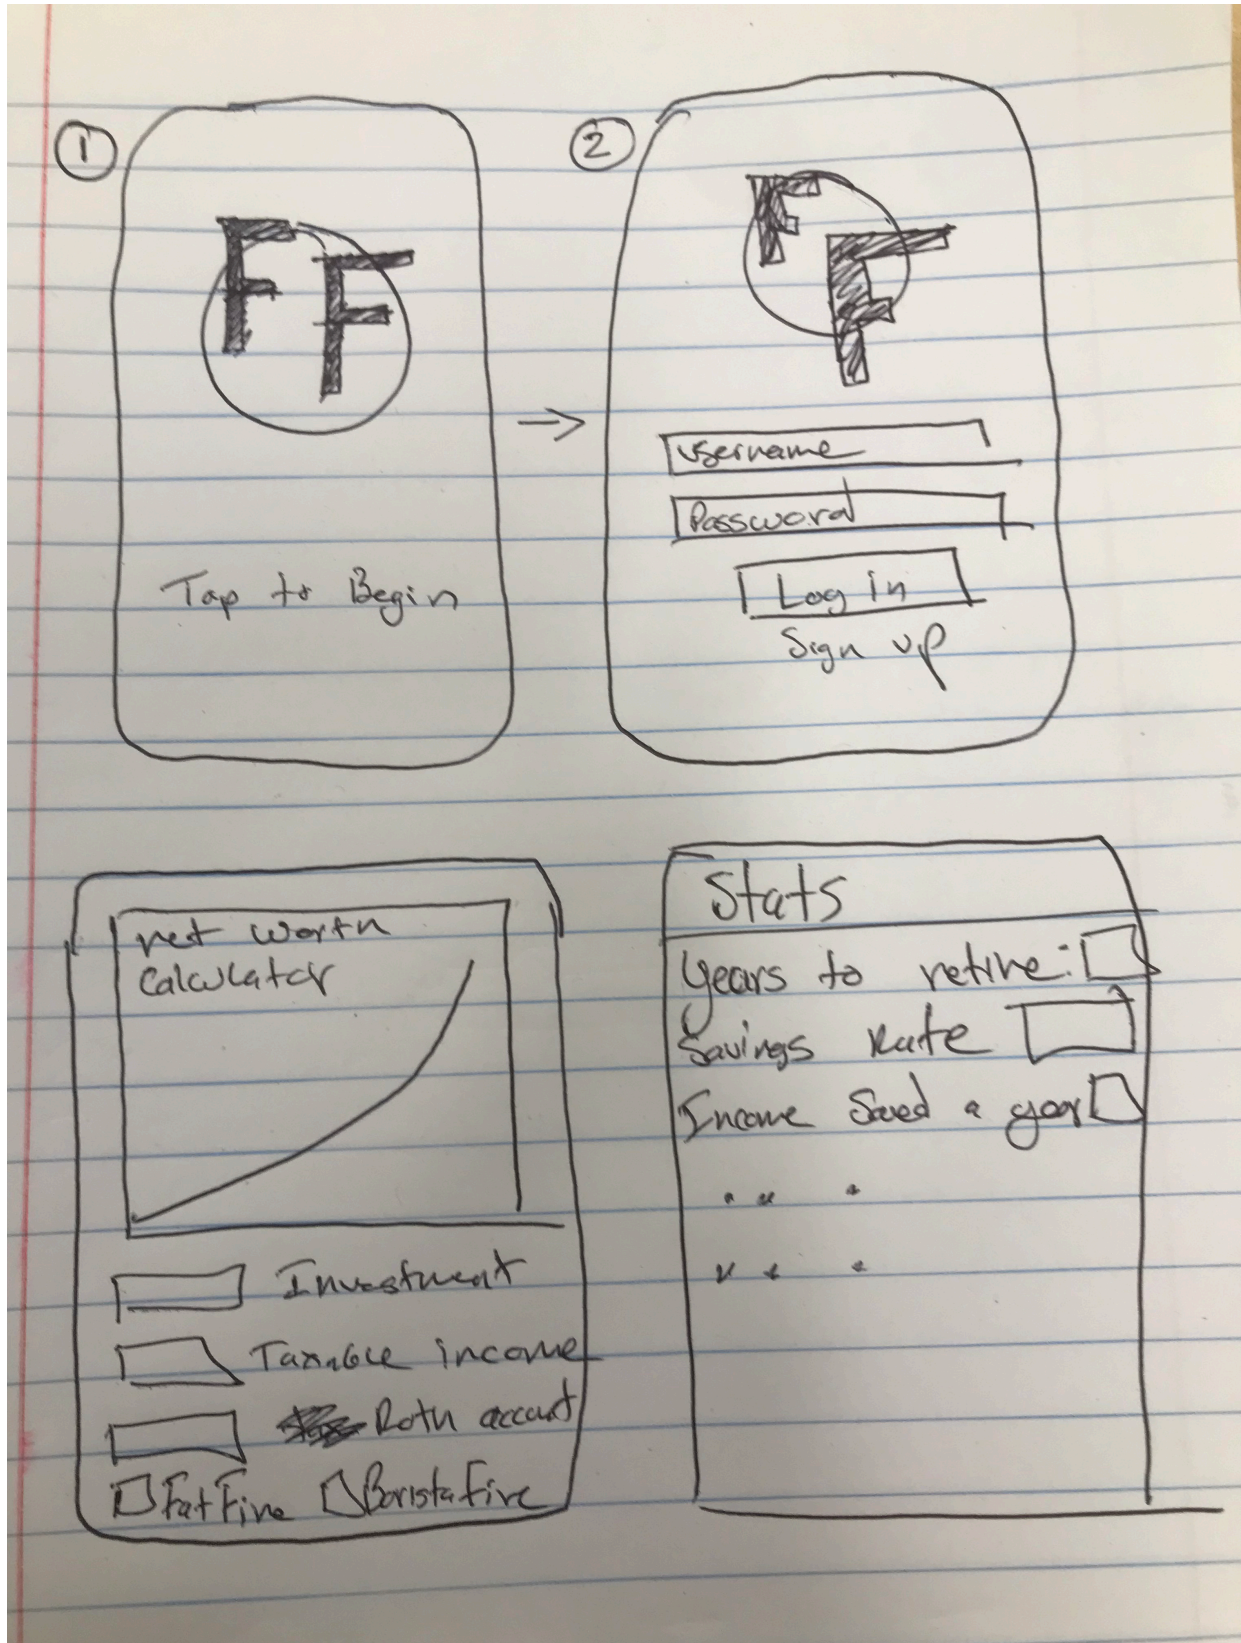 1
FF
Tap to Begin
2
FF
username
Password
Log in
Sign up
net worth
calculator
Investment
Taxable income
Roth account
FatFire BaristaFire
Stats
Years to retire:
Savings Rate
Income Saved a year